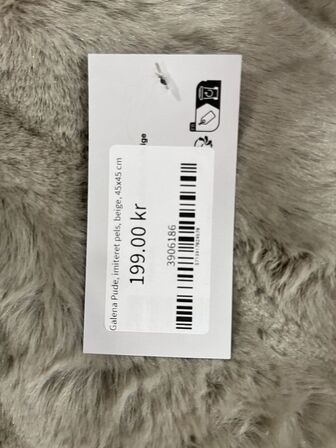 Galena Pude, imiteret pels, beige, 45x45 cm
199.00 kr
3906186